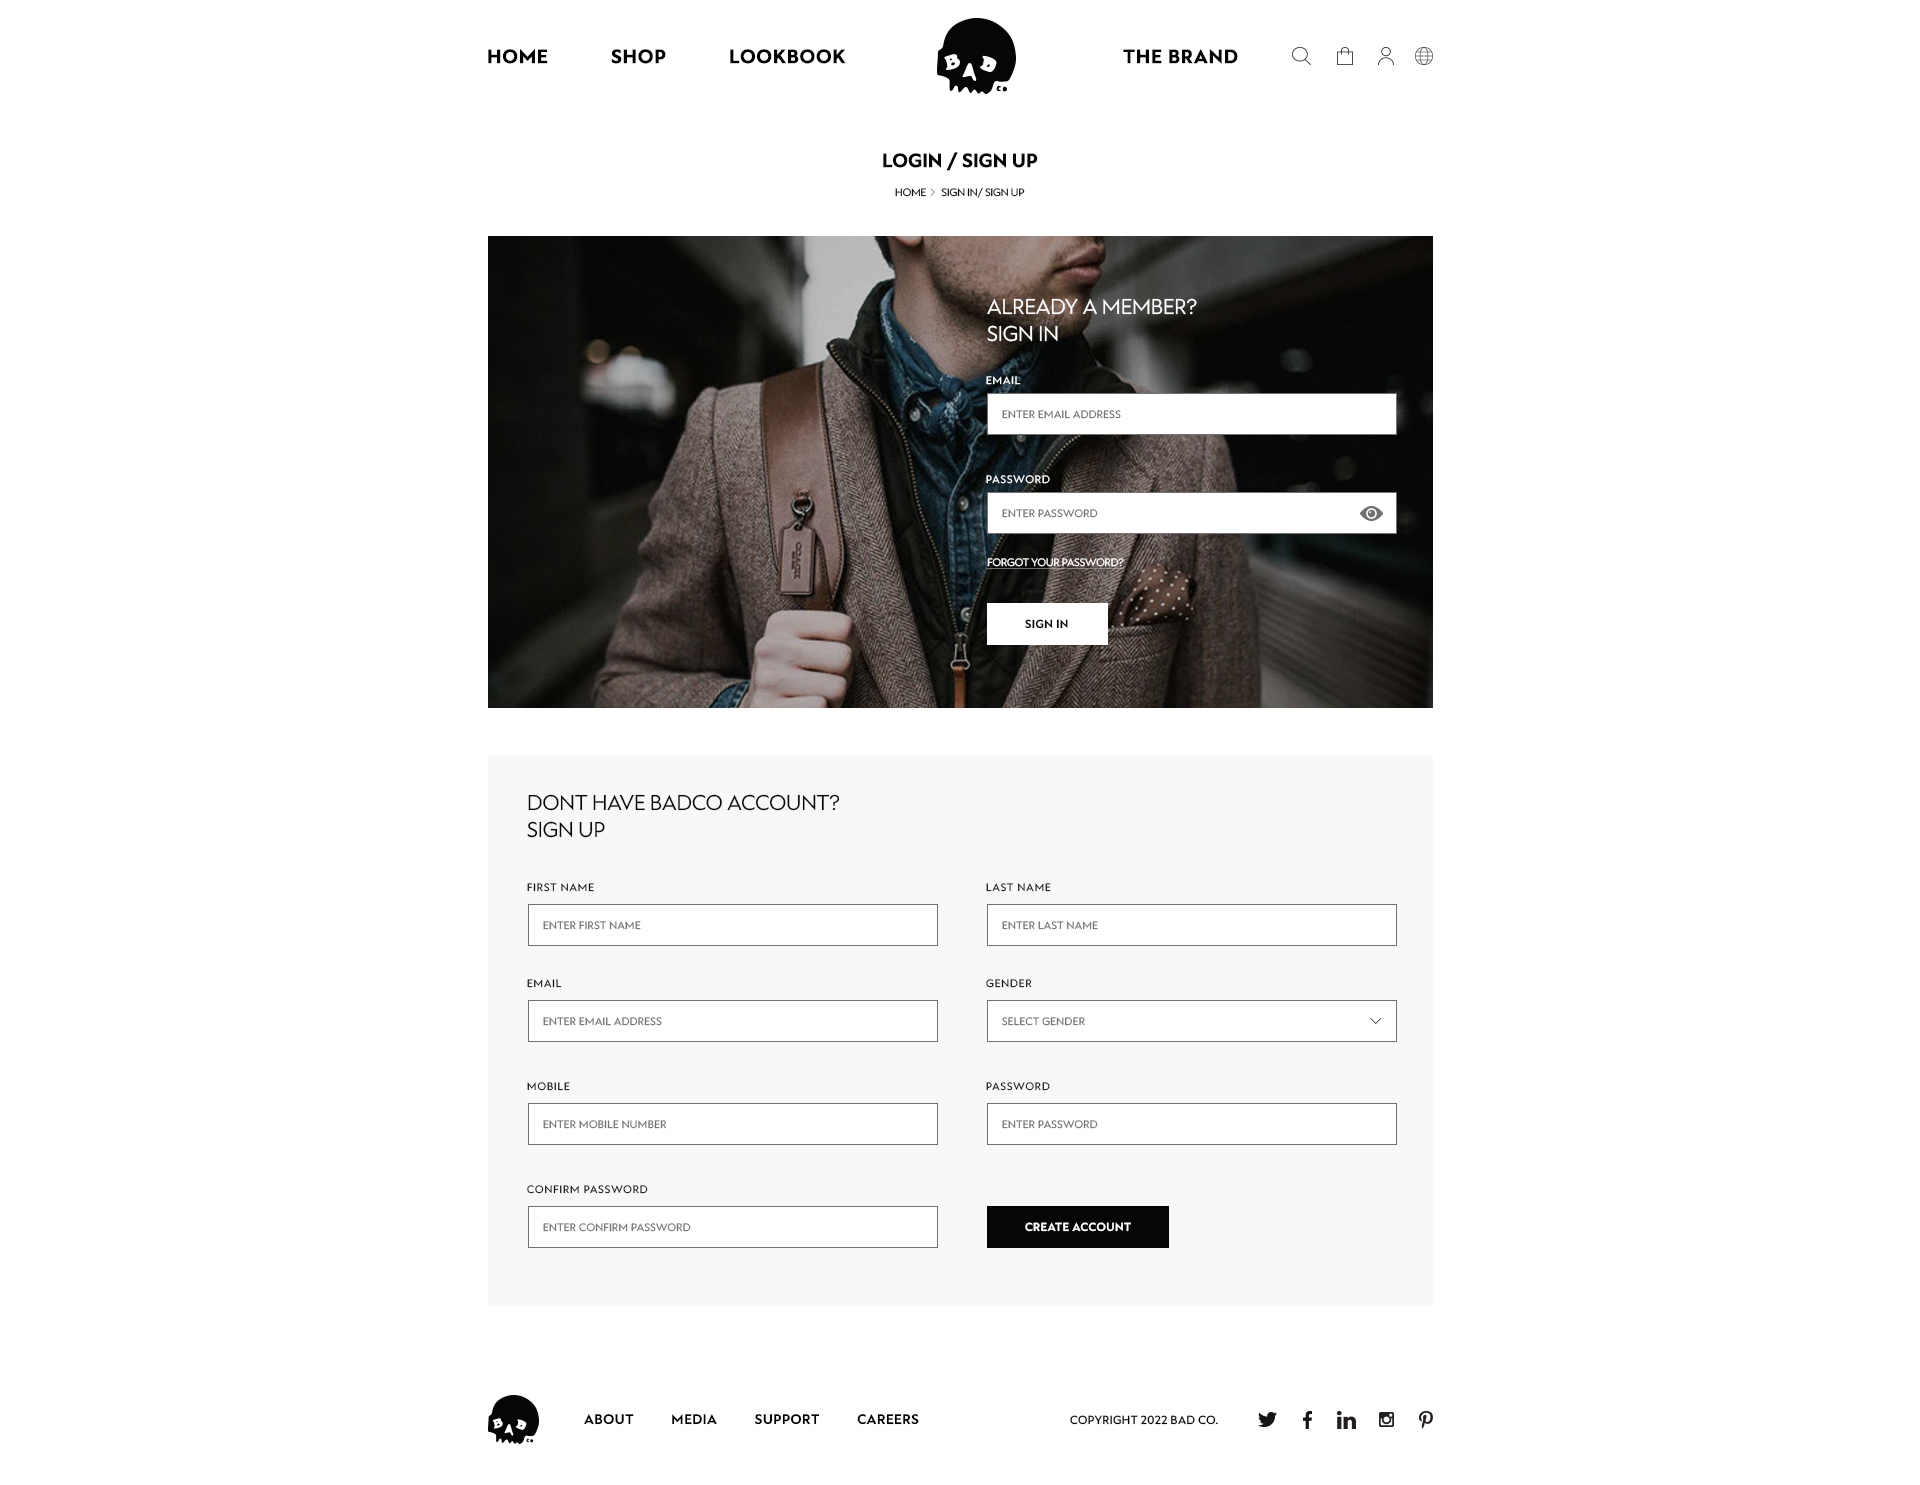 HOME SHOP LOOKBOOK BAD CO THE BRAND
LOGIN / SIGN UP
HOME > SIGN IN/ SIGN UP
ALREADY A MEMBER?
SIGN IN
EMAIL
ENTER EMAIL ADDRESS
PASSWORD
ENTER PASSWORD
FORGOT YOUR PASSWORD?
SIGN IN
DONT HAVE BADCO ACCOUNT?
SIGN UP
FIRST NAME LAST NAME
ENTER FIRST NAME ENTER LAST NAME
EMAIL GENDER
ENTER EMAIL ADDRESS SELECT GENDER
MOBILE PASSWORD
ENTER MOBILE NUMBER ENTER PASSWORD
CONFIRM PASSWORD
ENTER CONFIRM PASSWORD CREATE ACCOUNT
BAD CO ABOUT MEDIA SUPPORT CAREERS COPYRIGHT 2022 BAD CO.